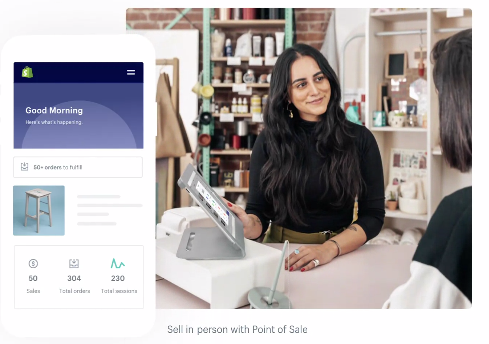 Good Morning
Here's what's happening.
50+ orders to fulfill
50
Sales
304
Total orders
230
Total sessions
Sell in person with Point of Sale